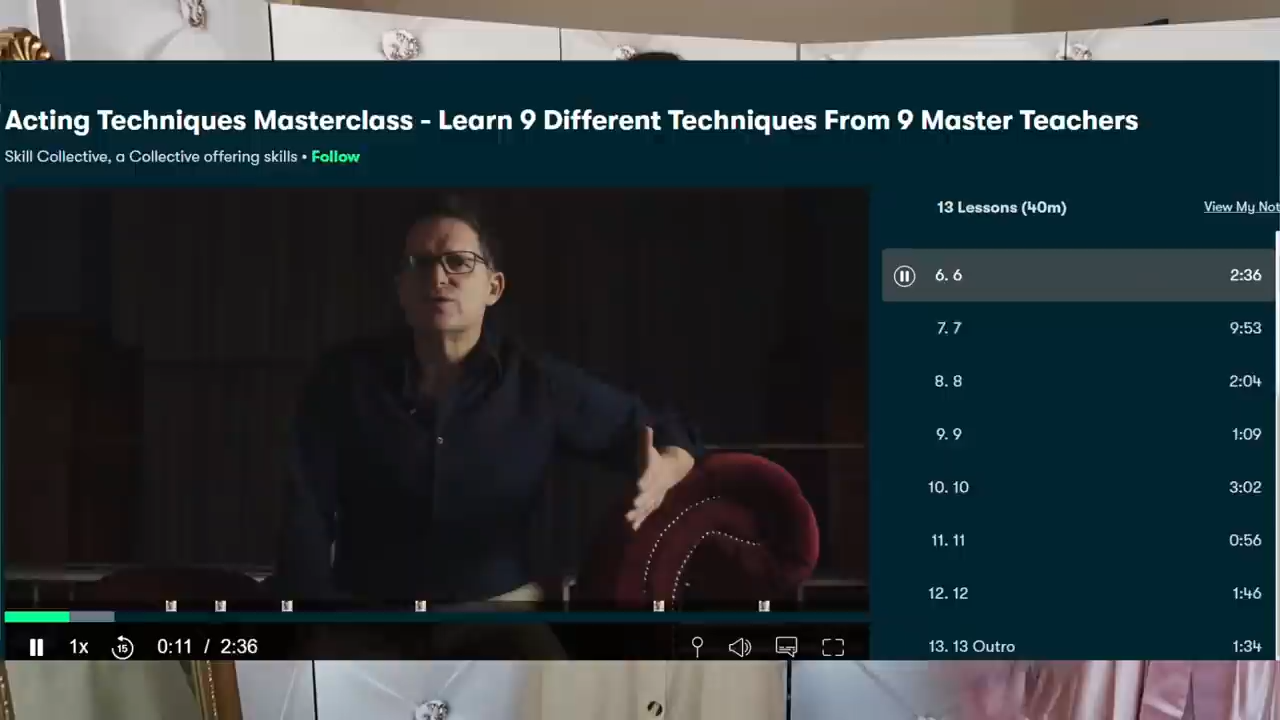 Acting Techniques Masterclass - Learn 9 Different Techniques From 9 Master Teachers
Skill Collective, a Collective offering skills • Follow
13 Lessons (40m)
View My Not
6. 6 2:36
7. 7 9:53
8. 8 2:04
9. 9 1:09
10. 10 3:02
11. 11 0:56
12. 12 1:46
13. 13 Outro 1:34
1x 15 0:11 / 2:36